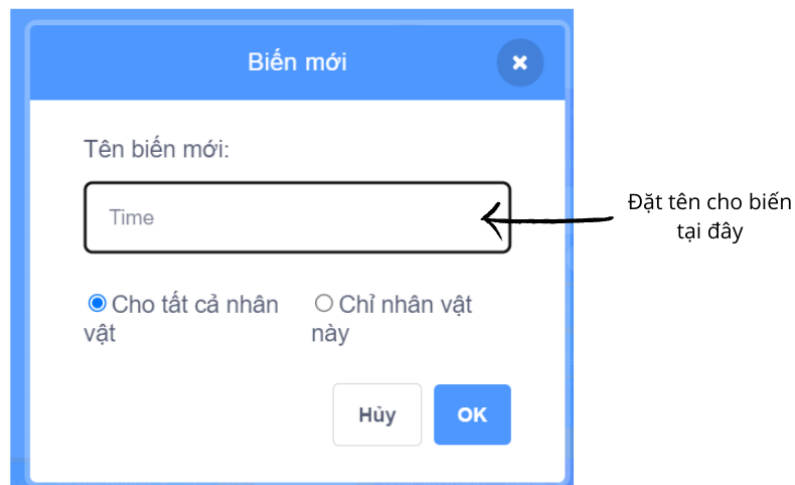 Biến mới
Tên biến mới:
Time
Đặt tên cho biến
tại đây
Cho tất cả nhân
vật
Chỉ nhân vật
này
Hủy
OK